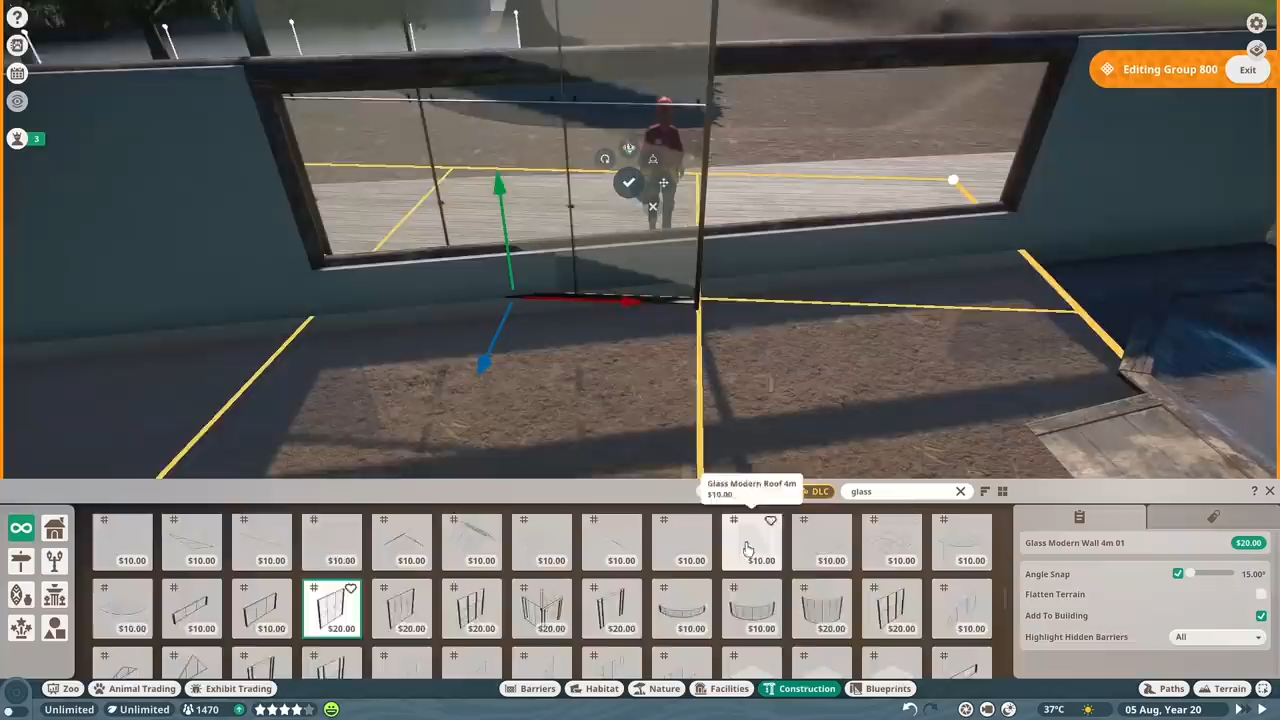 ?
Editing Group 800
Exit
3
Glass Modern Roof 4m
$10.00
DLC
glass
?
$10.00 $10.00 $10.00 $10.00 $10.00 $10.00 $10.00 $10.00 $10.00 $10.00 $10.00 $10.00 $10.00
$10.00 $10.00 $10.00 $20.00 $20.00 $20.00 $20.00 $20.00 $10.00 $10.00 $20.00 $20.00 $10.00
Glass Modern Wall 4m 01
$20.00
Angle Snap
15.00°
Flatten Terrain
Add To Building
Highlight Hidden Barriers
All
Zoo
Animal Trading
Exhibit Trading
Barriers
Habitat
Nature
Facilities
Construction
Blueprints
Paths
Terrain
Unlimited
Unlimited
1470
37°C
05 Aug, Year 20